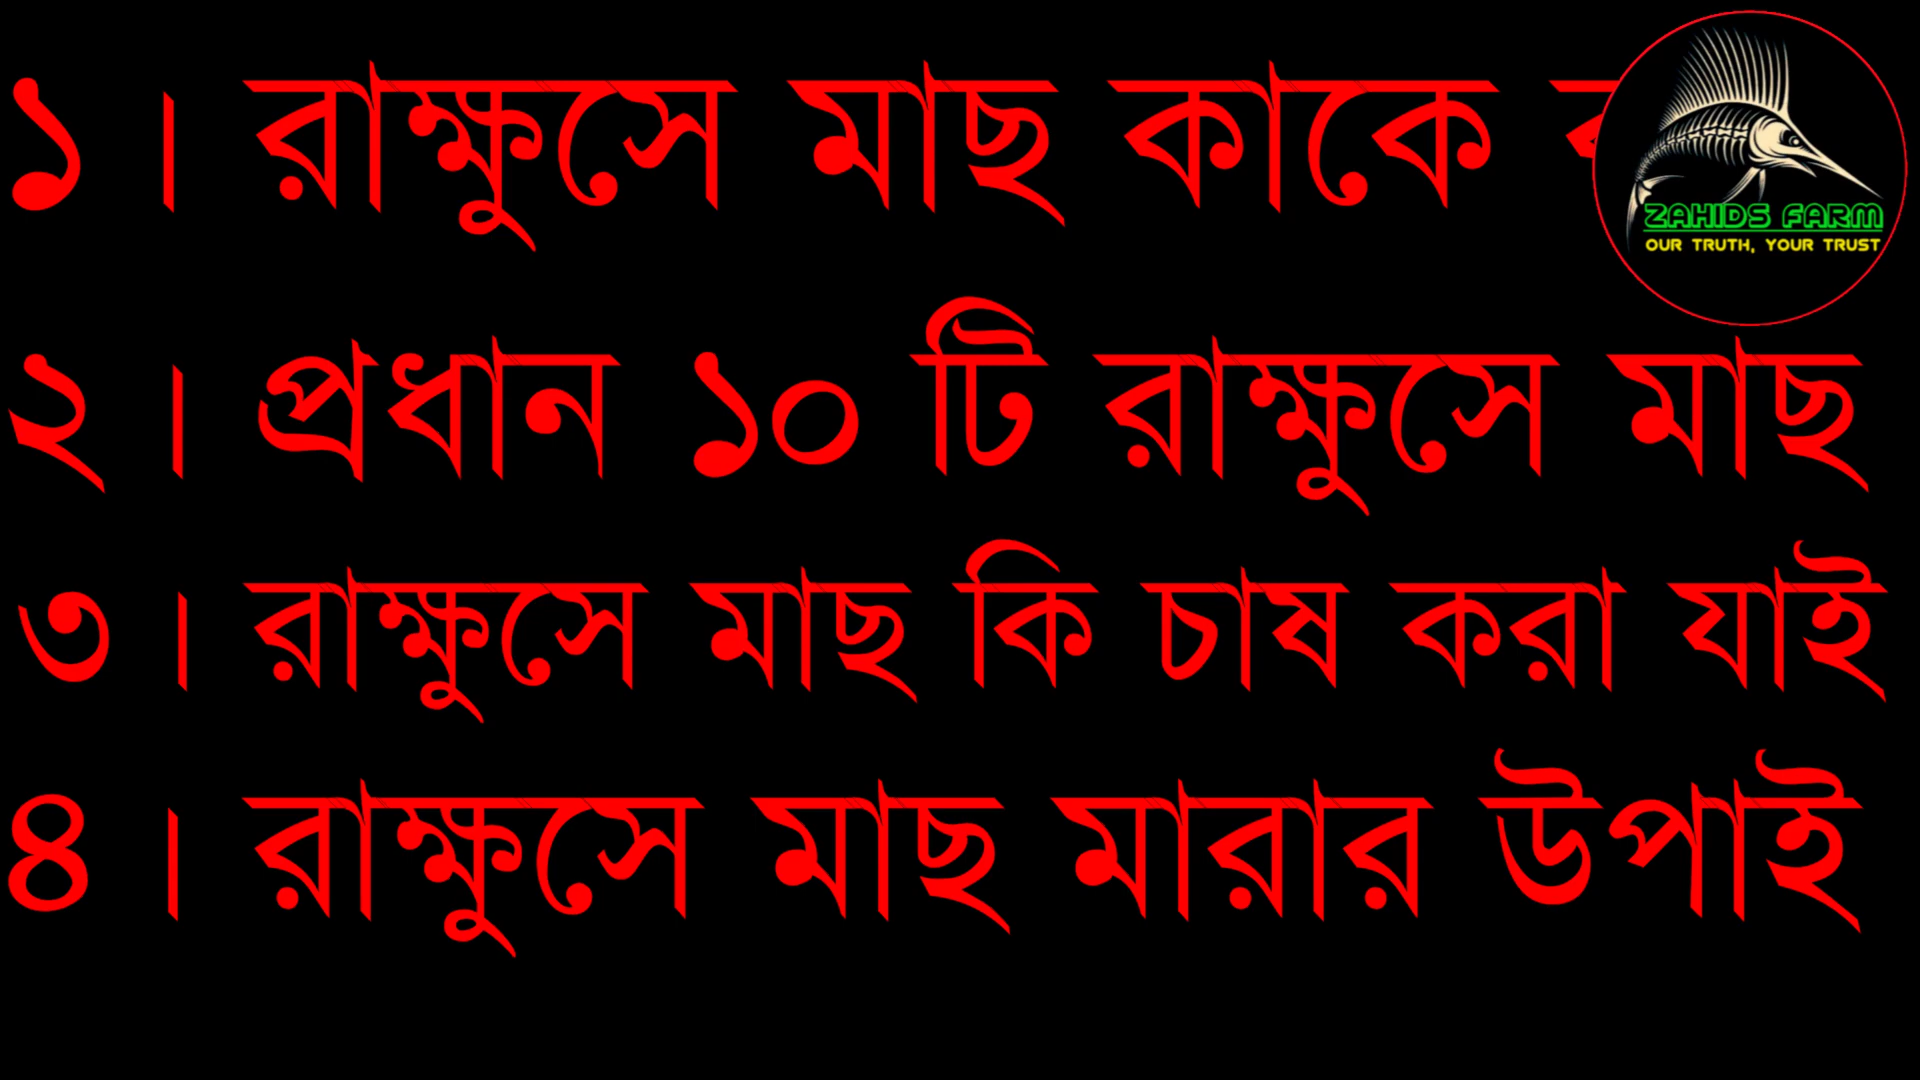 ১। রাক্ষুসে মাছ কাকে
ZAHIDS FARM
OUR TRUTH, YOUR TRUST
২। প্রধান ১০ টি রাক্ষুসে মাছ
৩। রাক্ষুসে মাছ কি চাষ করা যাই
৪। রাক্ষুসে মাছ মারার উপাই